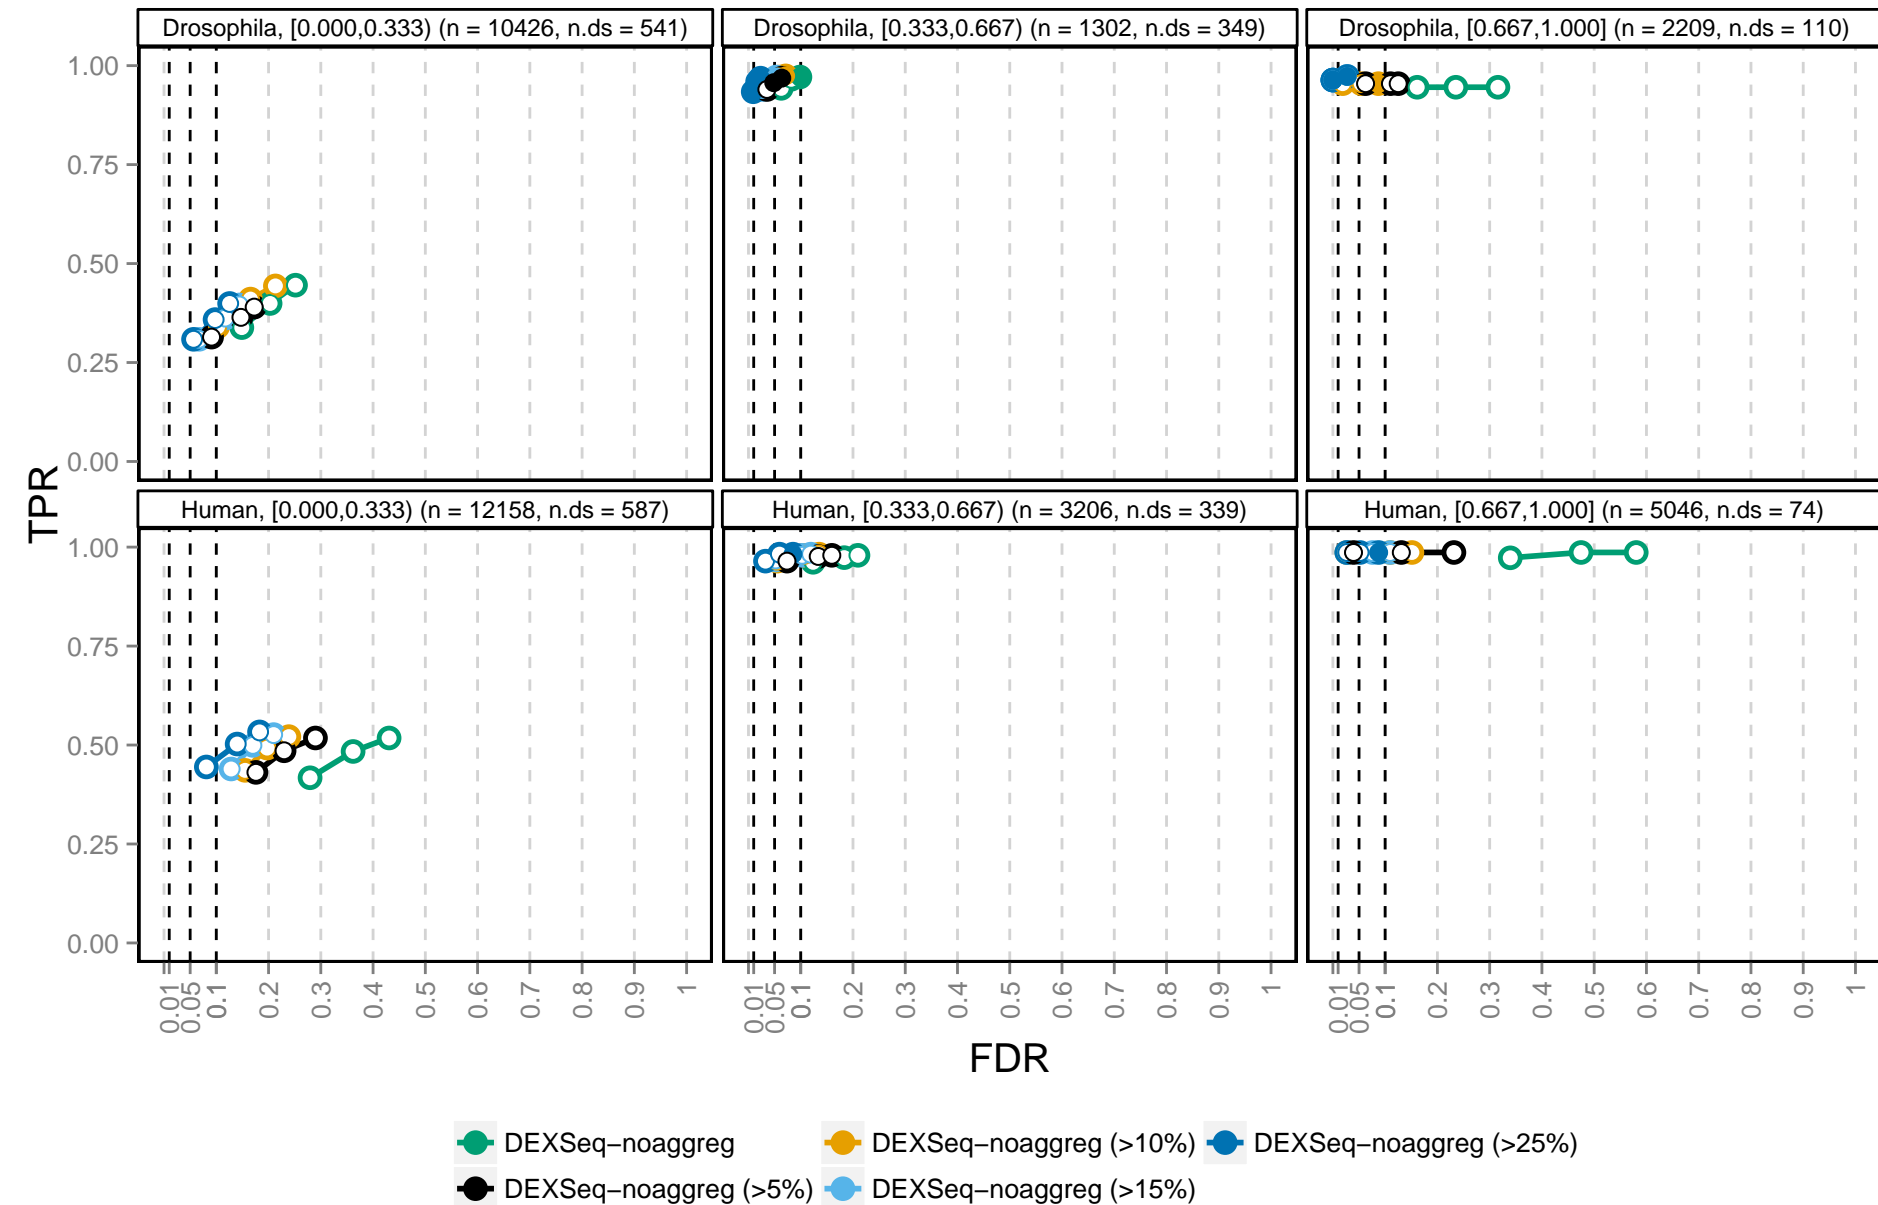 Drosophila, [0.000,0.333) (n = 10426, n.ds = 541)
Drosophila, [0.333,0.667) (n = 1302, n.ds = 349)
Drosophila, [0.667,1.000] (n = 2209, n.ds = 110)
1.00
0.75
0.50
0.25
0.00
TPR
Human, [0.000,0.333) (n = 12158, n.ds = 587)
Human, [0.333,0.667) (n = 3206, n.ds = 339)
Human, [0.667,1.000] (n = 5046, n.ds = 74)
1.00
0.75
0.50
0.25
0.00
0.01 0.05 0.1 0.2 0.3 0.4 0.5 0.6 0.7 0.8 0.9 1
0.01 0.05 0.1 0.2 0.3 0.4 0.5 0.6 0.7 0.8 0.9 1
0.01 0.05 0.1 0.2 0.3 0.4 0.5 0.6 0.7 0.8 0.9 1
FDR
DEXSeq−noaggreg
DEXSeq−noaggreg (>10%)
DEXSeq−noaggreg (>25%)
DEXSeq−noaggreg (>5%)
DEXSeq−noaggreg (>15%)